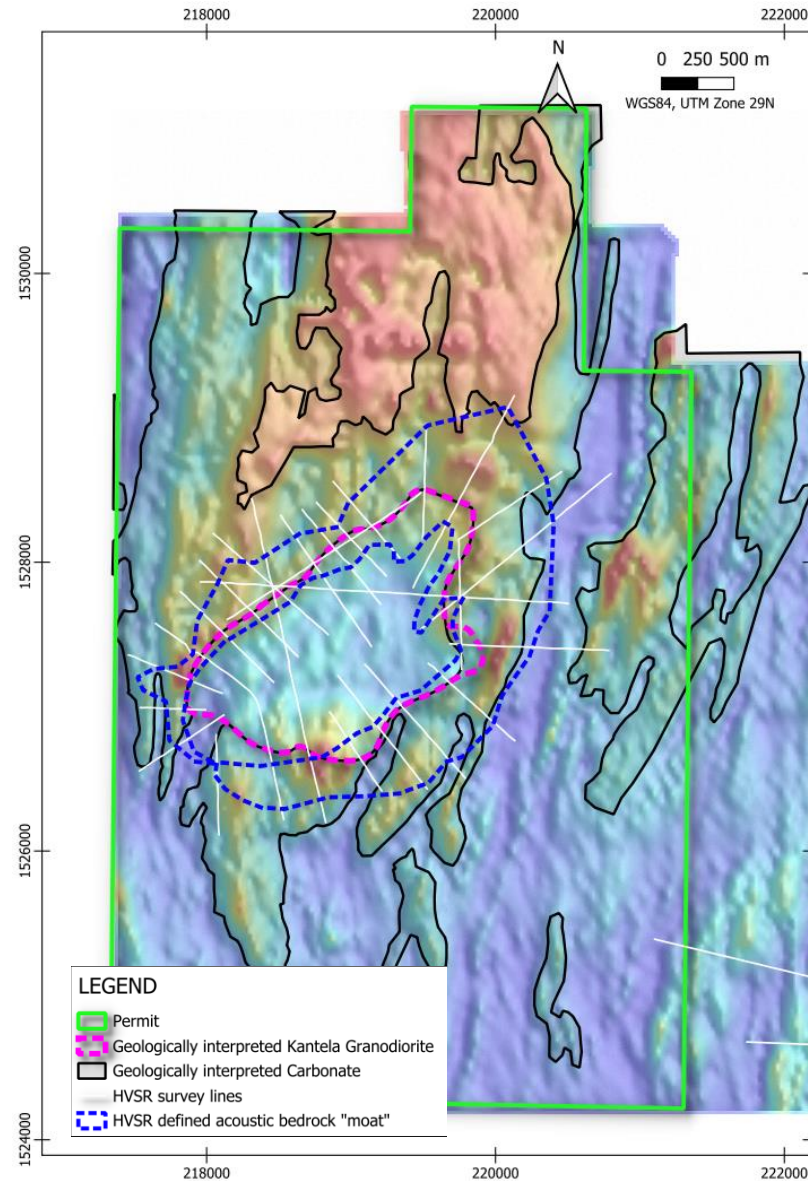 218000
220000
222000
N
0 250 500 m
WGS84, UTM Zone 29N
1530000
1528000
1526000
1524000
LEGEND
Permit
Geologically interpreted Kantela Granodiorite
Geologically interpreted Carbonate
HVSR survey lines
HVSR defined acoustic bedrock "moat"
218000
220000
222000